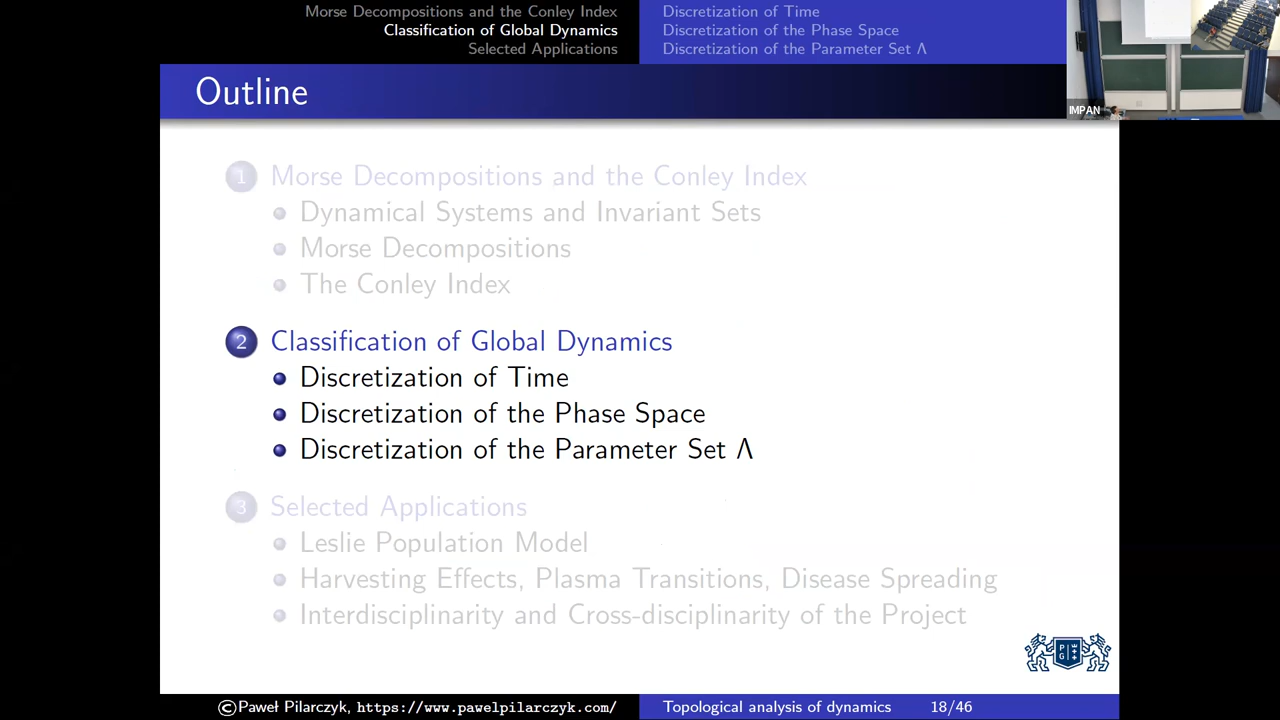 Morse Decompositions and the Conley Index
Classification of Global Dynamics
Selected Applications
Discretization of Time
Discretization of the Phase Space
Discretization of the Parameter Set Λ
IMPAN
Outline
1 Morse Decompositions and the Conley Index
Dynamical Systems and Invariant Sets
Morse Decompositions
The Conley Index
2 Classification of Global Dynamics
Discretization of Time
Discretization of the Phase Space
Discretization of the Parameter Set Λ
3 Selected Applications
Leslie Population Model
Harvesting Effects, Plasma Transitions, Disease Spreading
Interdisciplinarity and Cross-disciplinarity of the Project
P G
©Paweł Pilarczyk, https://www.pawelpilarczyk.com/
Topological analysis of dynamics 18/46